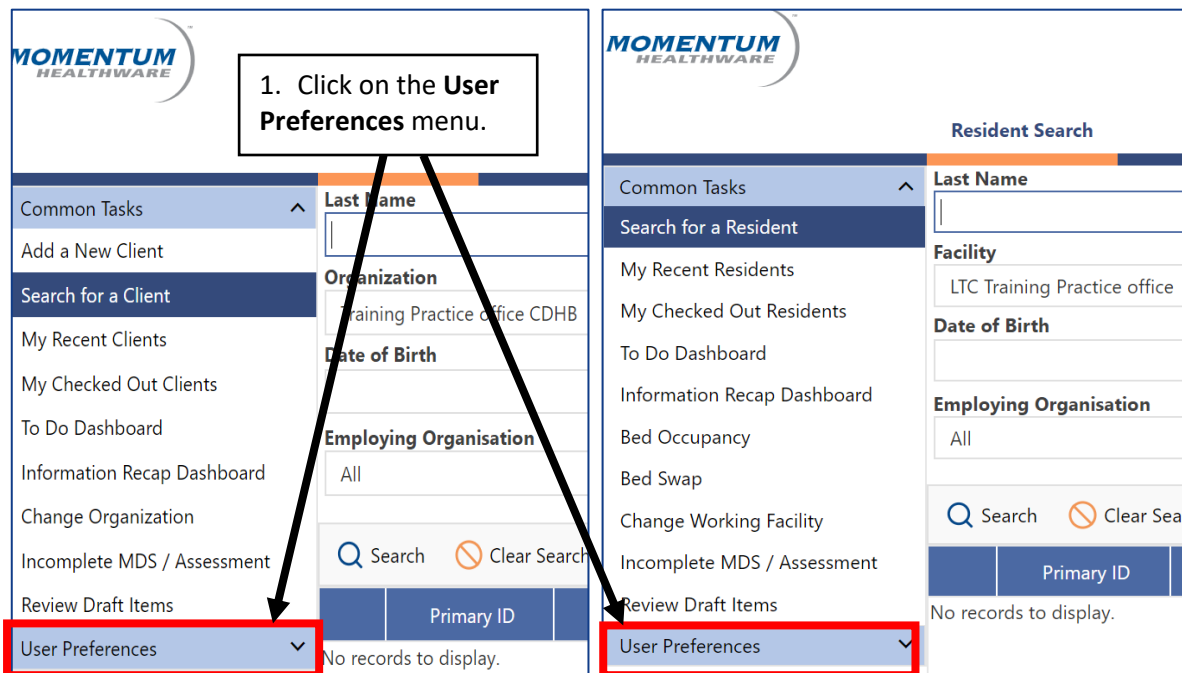 MOMENTUM
HEALTHWARE
1. Click on the User
Preferences menu.
Common Tasks
Add a New Client
Search for a Client
My Recent Clients
My Checked Out Clients
To Do Dashboard
Information Recap Dashboard
Change Organization
Incomplete MDS / Assessment
Review Draft Items
User Preferences
Last Name
Organization
Training Practice office CDHB
Date of Birth
Employing Organisation
All
Search Clear Search
Primary ID
No records to display.
MOMENTUM
HEALTHWARE
Resident Search
Common Tasks
Search for a Resident
My Recent Residents
My Checked Out Residents
To Do Dashboard
Information Recap Dashboard
Bed Occupancy
Bed Swap
Change Working Facility
Incomplete MDS / Assessment
Review Draft Items
User Preferences
Last Name
Facility
LTC Training Practice office
Date of Birth
Employing Organisation
All
Search Clear Sea
Primary ID
No records to display.